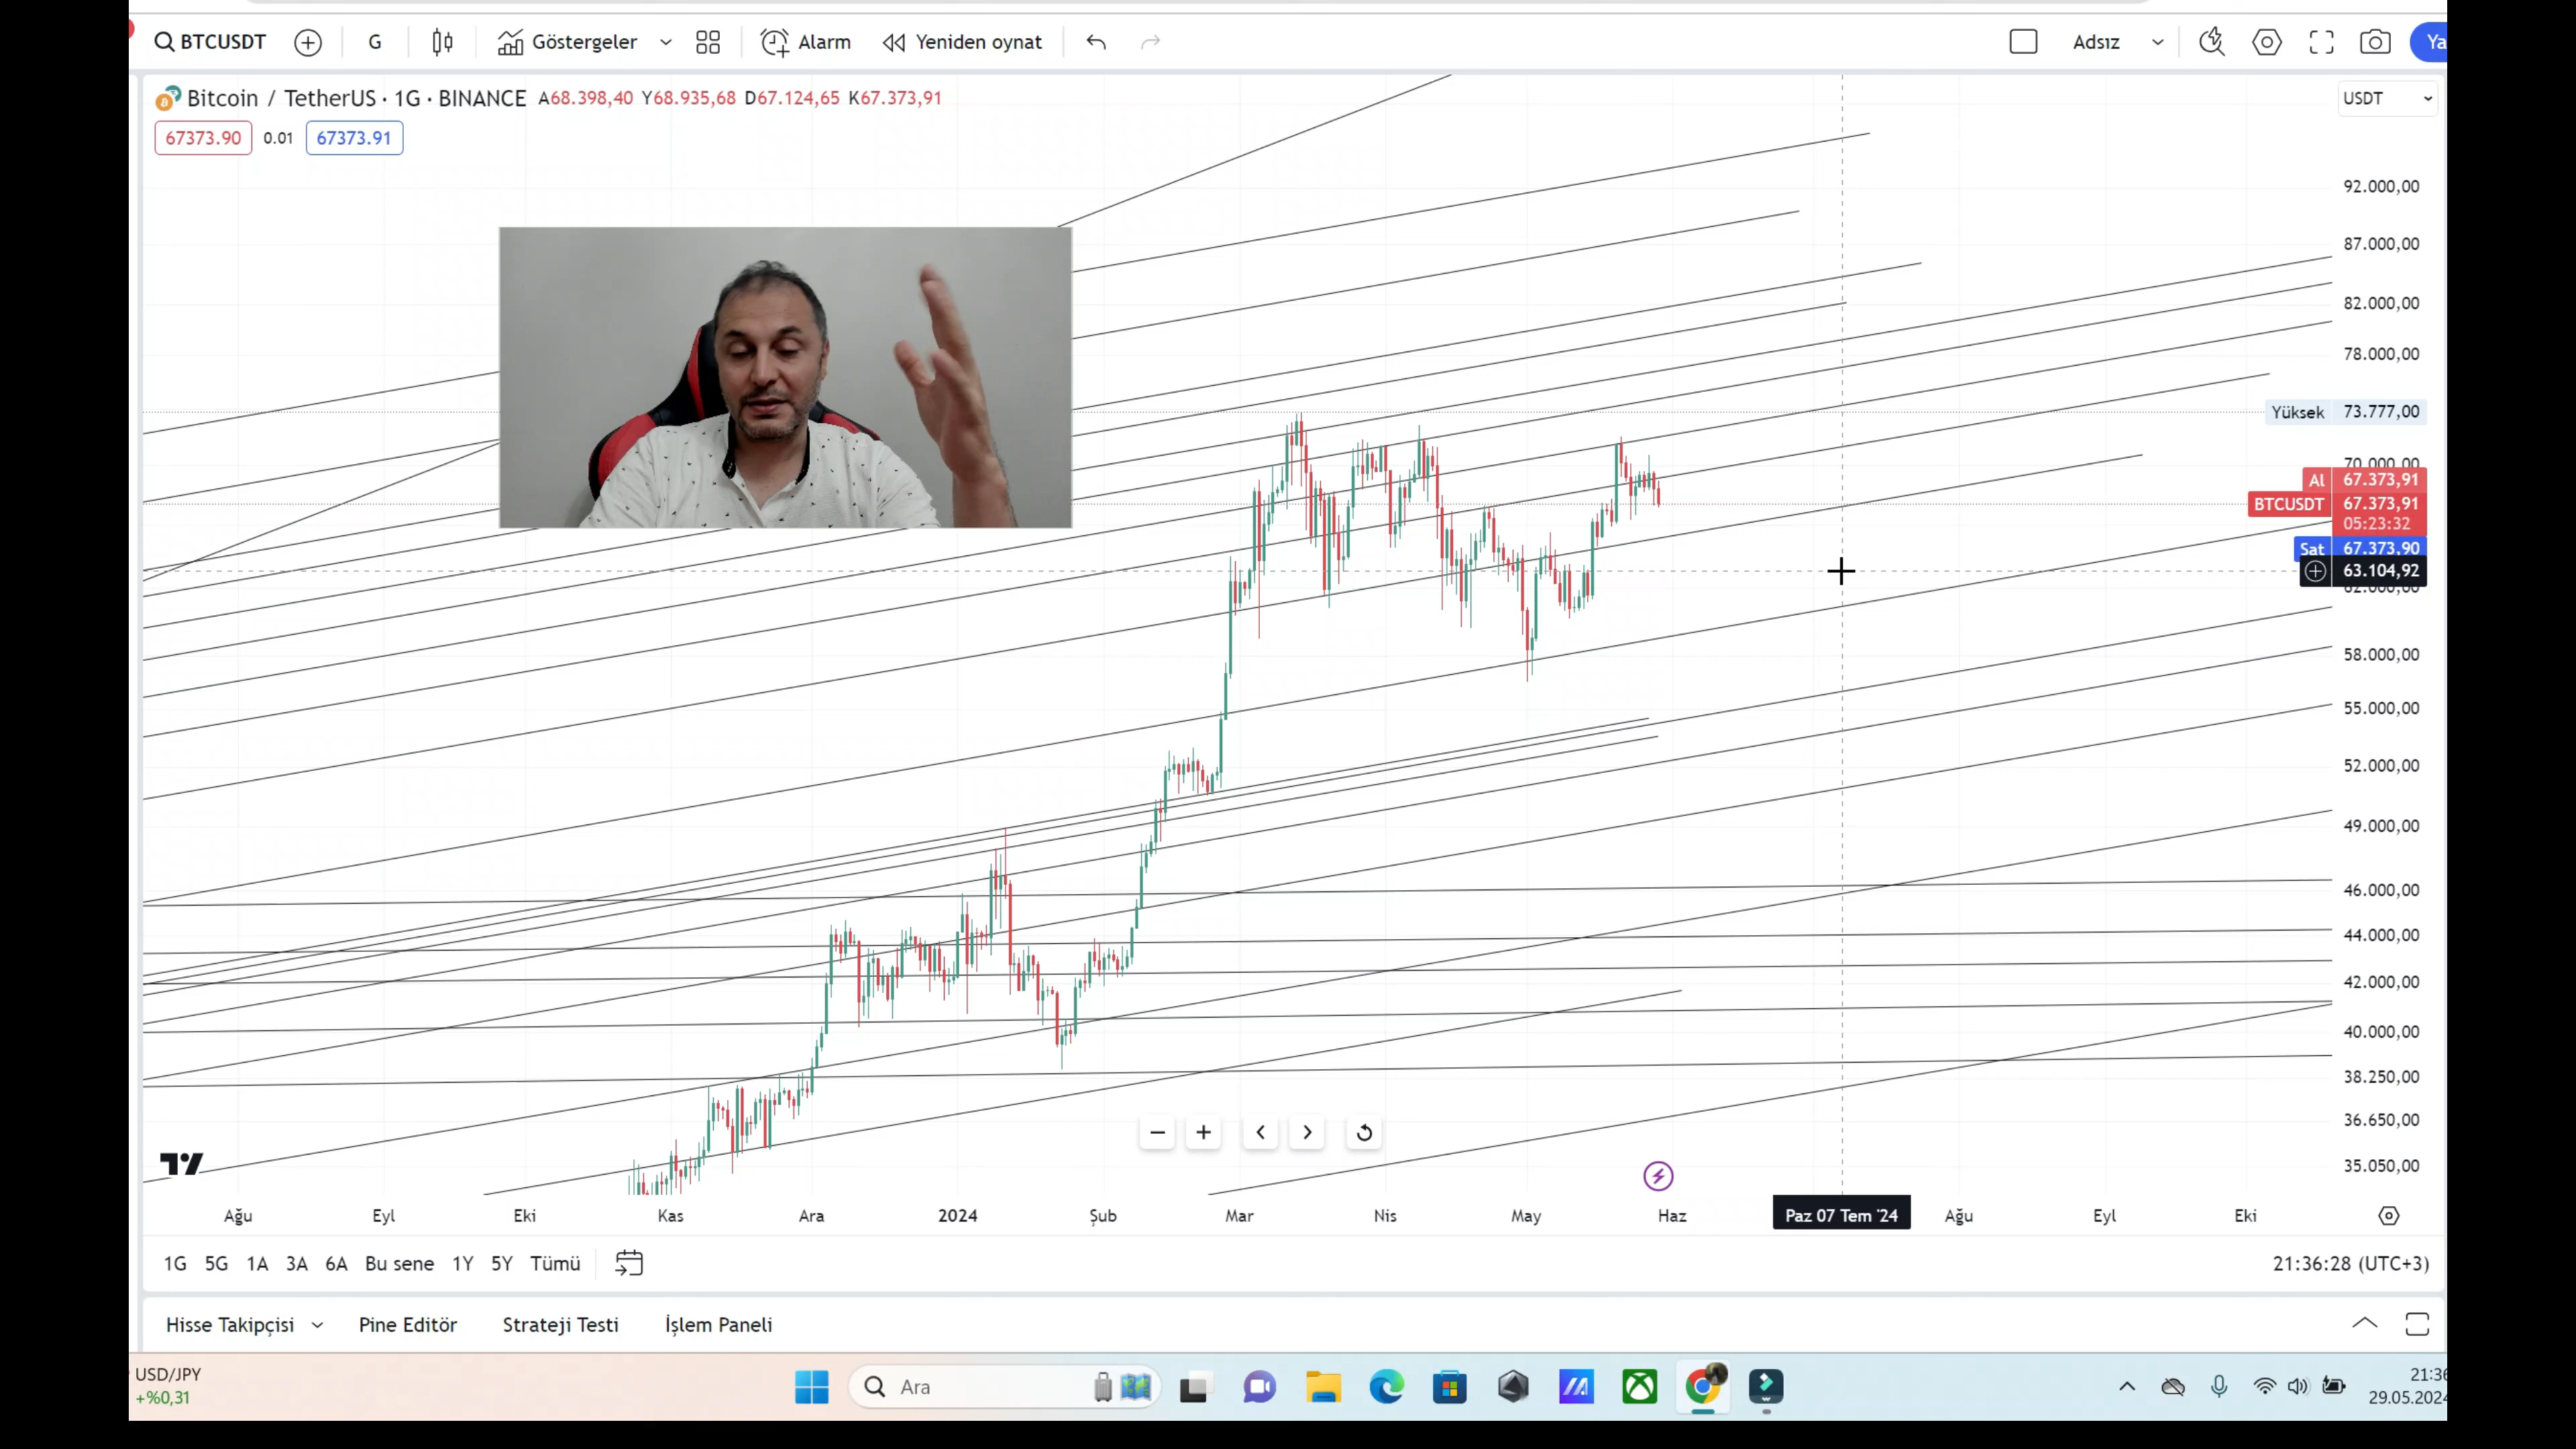 BTCUSDT G Göstergeler Alarm Yeniden oynat Adsız Ya
Bitcoin / TetherUS · 1G · BINANCE A68.398,40 Y68.935,68 D67.124,65 K67.373,91 USDT
67373.90 0.01 67373.91
92.000,00
87.000,00
82.000,00
78.000,00
Yüksek 73.777,00
70.000,00
Al 67.373,91
BTCUSDT 67.373,91
05:23:32
Sat 67.373,90
63.104,92
62.000,00
58.000,00
55.000,00
52.000,00
49.000,00
46.000,00
44.000,00
42.000,00
40.000,00
38.250,00
36.650,00
35.050,00
Ağu Eyl Eki Kas Ara 2024 Şub Mar Nis May Haz Paz 07 Tem '24 Ağu Eyl Eki
1G 5G 1A 3A 6A Bu sene 1Y 5Y Tümü 21:36:28 (UTC+3)
Hisse Takipçisi Pine Editör Strateji Testi İşlem Paneli
USD/JPY
+%0,31
Ara
21:36
29.05.2024